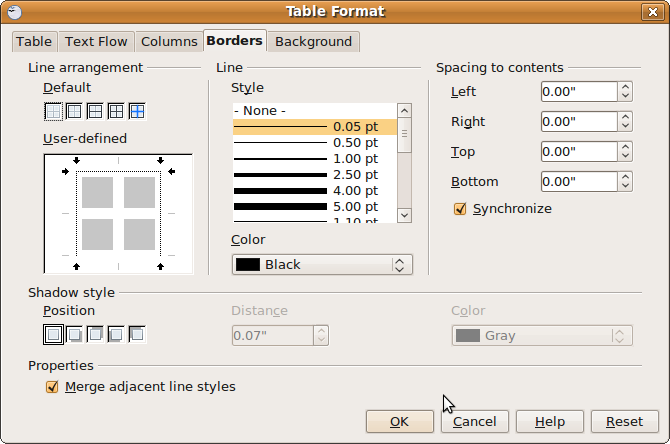 Table Format
Table Text Flow Columns Borders Background
Line arrangement
Default
User-defined
Line
Style
- None -
0.05 pt
0.50 pt
1.00 pt
2.50 pt
4.00 pt
5.00 pt
1.10 pt
Color
Black
Spacing to contents
Left 0.00"
Right 0.00"
Top 0.00"
Bottom 0.00"
Synchronize
Shadow style
Position
Distance
0.07"
Color
Gray
Properties
Merge adjacent line styles
OK Cancel Help Reset